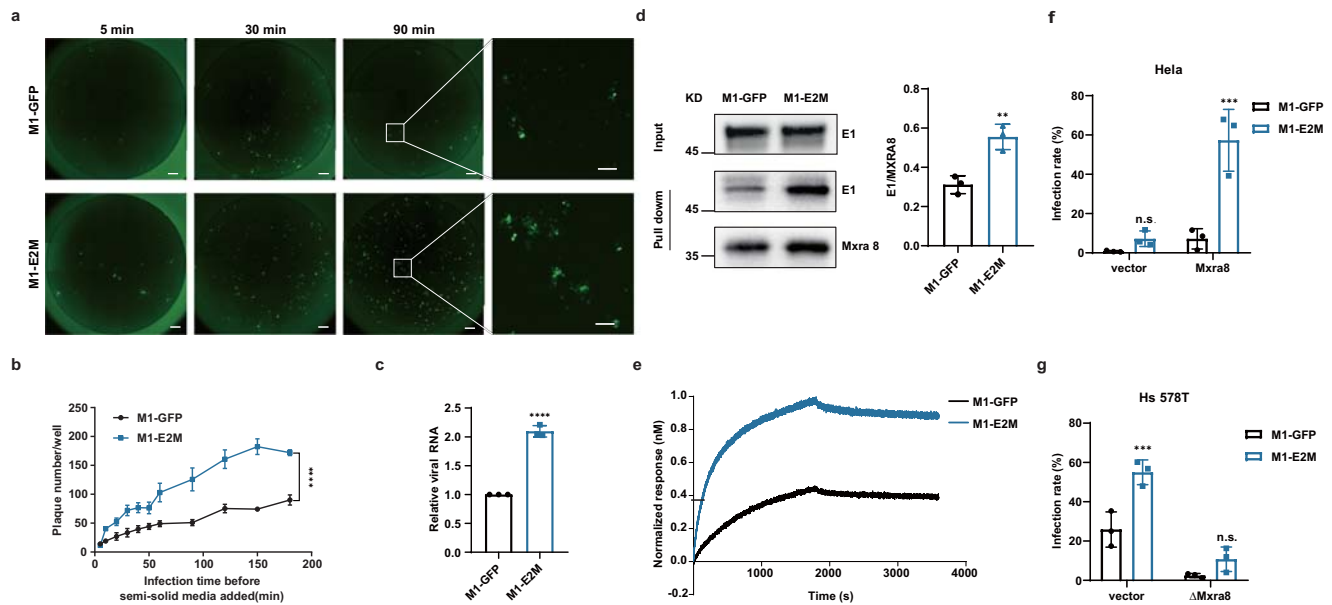 a
5 min
30 min
90 min
M1-GFP
M1-E2M
b
M1-GFP
M1-E2M
Plaque number/well
250
200
150
100
50
0
0
50
100
150
200
****
Infection time before
semi-solid media added(min)
c
Relative viral RNA
2.5
2.0
1.5
1.0
0.5
0.0
****
M1-GFP
M1-E2M
d
KD
M1-GFP
M1-E2M
Input
45
E1
Pull down
45
E1
35
Mxra 8
E1/MXRA8
0.8
0.6
0.4
0.2
0.0
**
M1-GFP
M1-E2M
e
Normalized response (nM)
1.0
0.8
0.6
0.4
0.2
0.0
-0.2
1000
2000
3000
4000
Time (s)
M1-GFP
M1-E2M
f
Hela
M1-GFP
M1-E2M
Infection rate (%)
80
60
40
20
0
n.s.
***
vector
Mxra8
g
Hs 578T
M1-GFP
M1-E2M
Infection rate (%)
80
60
40
20
0
***
n.s.
vector
ΔMxra8